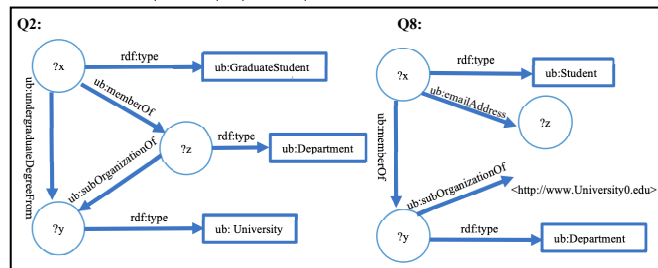 Q2:
?x
rdf:type
ub:GraduateStudent
ub:memberOf
ub:undergraduateDegreeFrom
?z
rdf:type
ub:Department
ub:subOrganizationOf
?y
rdf:type
ub: University
Q8:
?x
rdf:type
ub:Student
ub:emailAddress
?z
ub:memberOf
ub:subOrganizationOf
<http://www.University0.edu>
?y
rdf:type
ub:Department